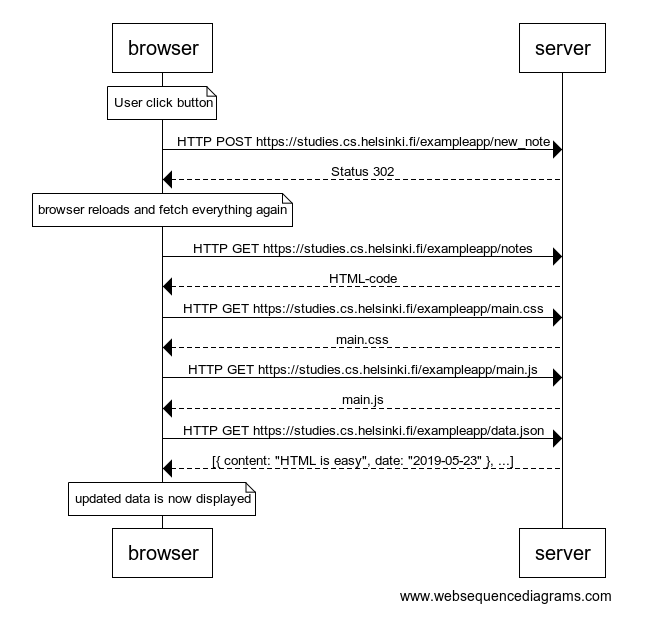 browser
server
User click button
HTTP POST https://studies.cs.helsinki.fi/exampleapp/new_note
Status 302
browser reloads and fetch everything again
HTTP GET https://studies.cs.helsinki.fi/exampleapp/notes
HTML-code
HTTP GET https://studies.cs.helsinki.fi/exampleapp/main.css
main.css
HTTP GET https://studies.cs.helsinki.fi/exampleapp/main.js
main.js
HTTP GET https://studies.cs.helsinki.fi/exampleapp/data.json
[{ content: "HTML is easy", date: "2019-05-23" }, ...]
updated data is now displayed
browser
server
www.websequencediagrams.com